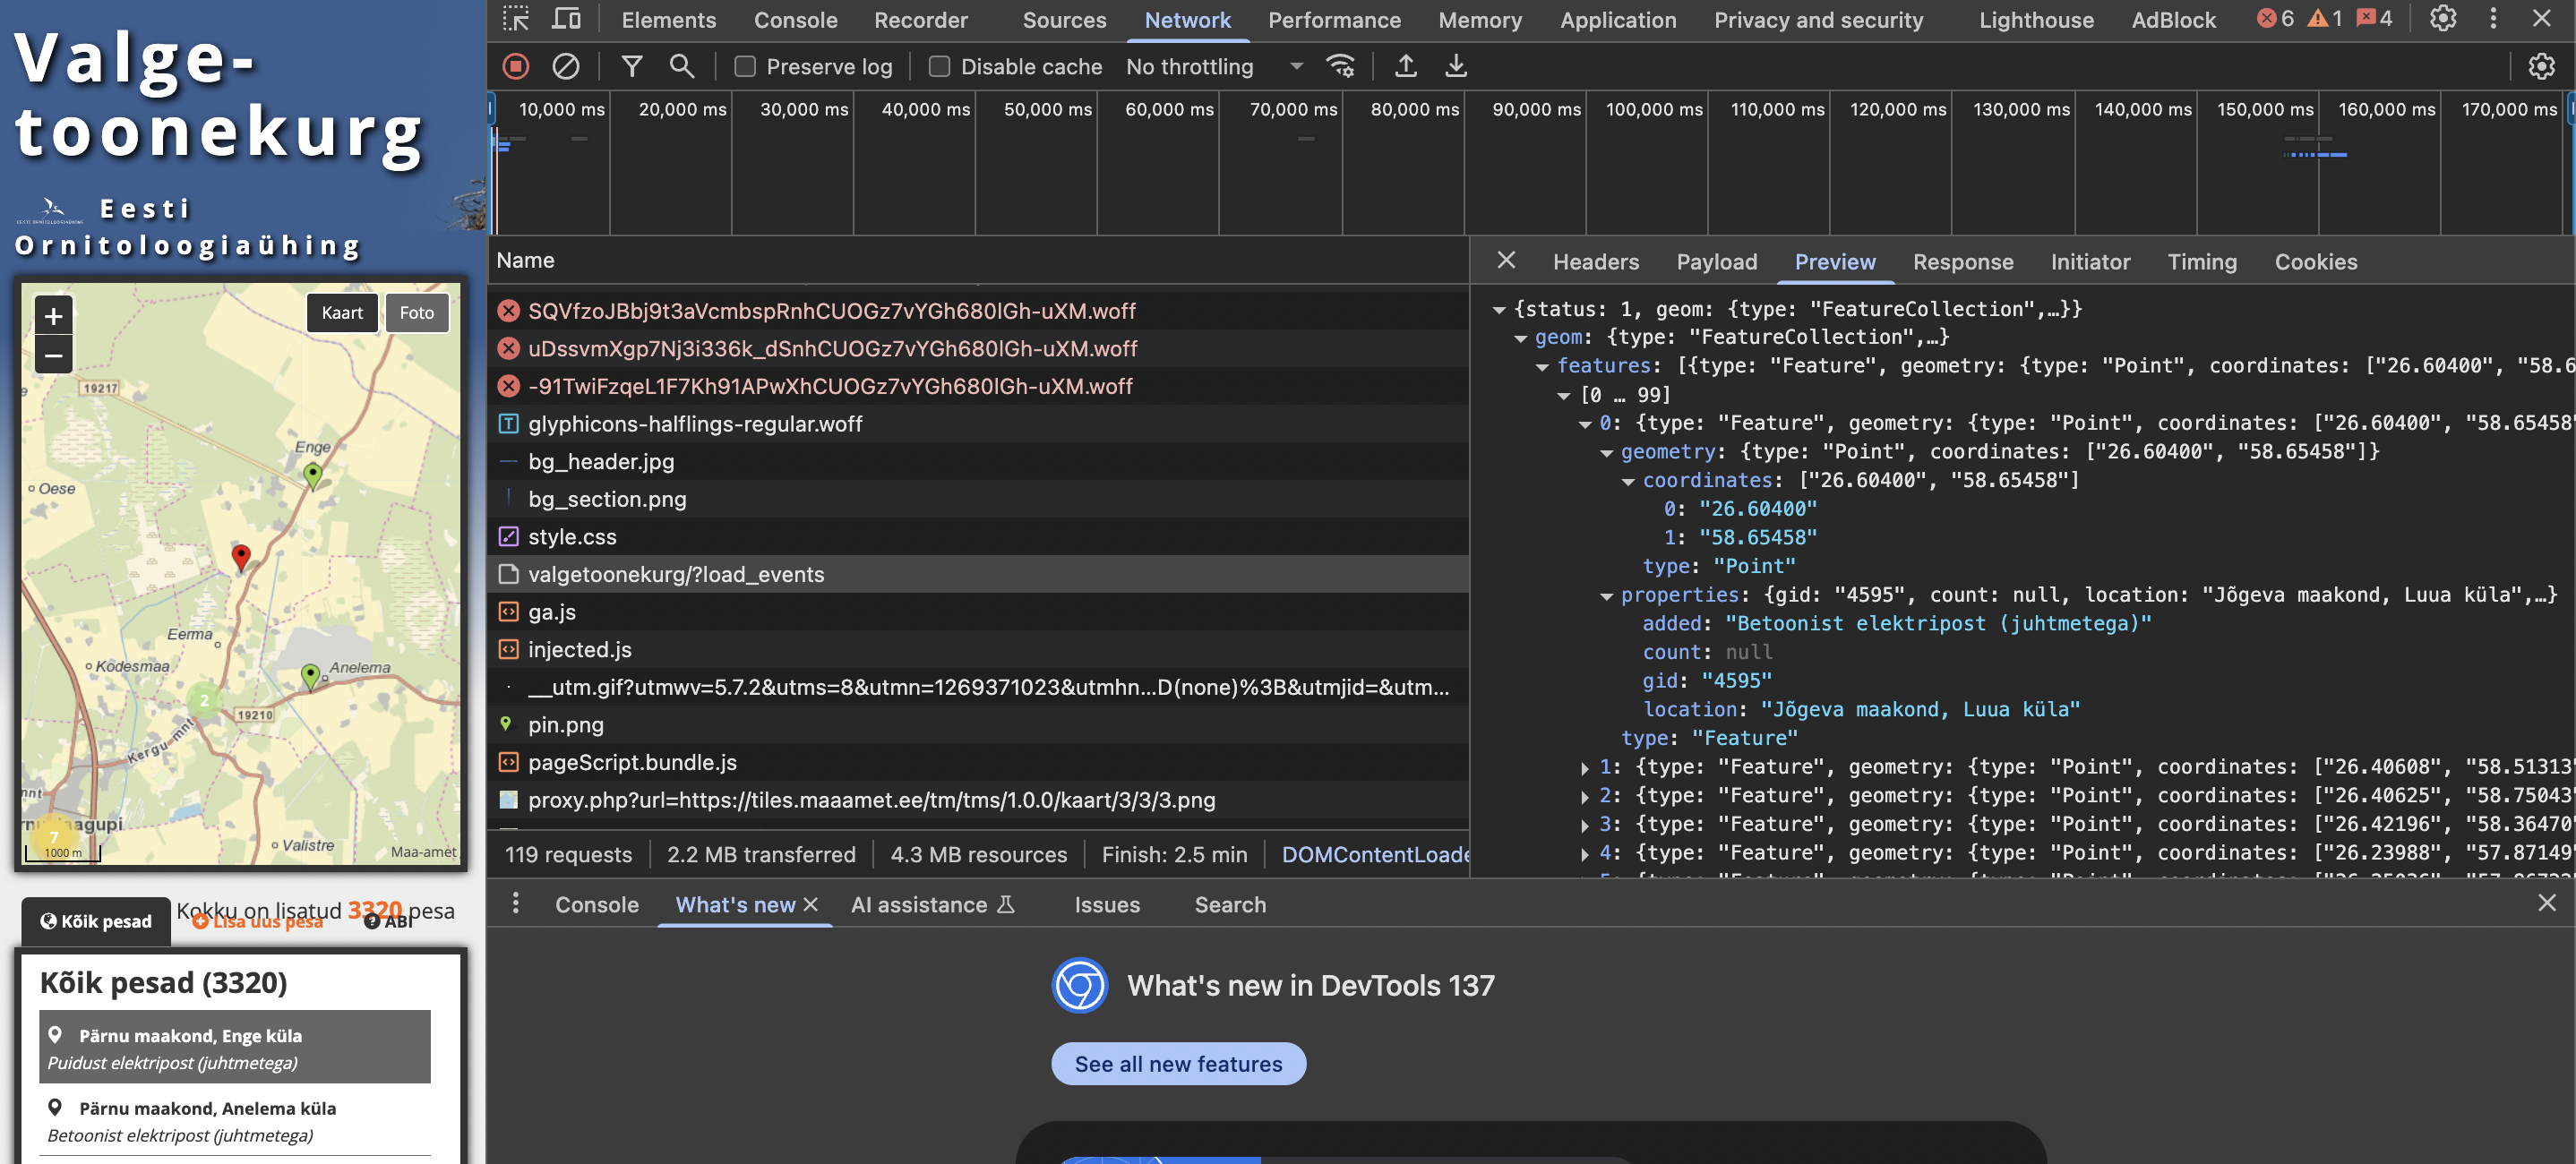 Valge-
toonekurg
Eesti
Ornitoloogiaühing
+
−
Kaart
Foto
19217
Enge
Oese
Eerma
Kodesmaa
Anelema
2
19210
Kergu mnt
7
Valistre
1000 m
Maa-amet
Kõik pesad
Kokku on lisatud 3320 pesa
Lisa uus pesa
ABI
Kõik pesad (3320)
Pärnu maakond, Enge küla
Puidust elektripost (juhtmetega)
Pärnu maakond, Anelema küla
Betoonist elektripost (juhtmetega)
Elements Console Recorder Sources Network Performance Memory Application Privacy and security Lighthouse AdBlock 6 1 4
Preserve log Disable cache No throttling
10,000 ms 20,000 ms 30,000 ms 40,000 ms 50,000 ms 60,000 ms 70,000 ms 80,000 ms 90,000 ms 100,000 ms 110,000 ms 120,000 ms 130,000 ms 140,000 ms 150,000 ms 160,000 ms 170,000 ms
Name
SQVfzoJBbj9t3aVcmbspRnhCUOGz7vYGh680lGh-uXM.woff
uDssvmXgp7Nj3i336k_dSnhCUOGz7vYGh680lGh-uXM.woff
-91TwiFzqeL1F7Kh91APwXhCUOGz7vYGh680lGh-uXM.woff
glyphicons-halflings-regular.woff
bg_header.jpg
bg_section.png
style.css
valgetoonekurg/?load_events
ga.js
injected.js
__utm.gif?utmwv=5.7.2&utms=8&utmn=1269371023&utmhn...D(none)%3B&utmjid=&utm...
pin.png
pageScript.bundle.js
proxy.php?url=https://tiles.maaamet.ee/tm/tms/1.0.0/kaart/3/3/3.png
119 requests 2.2 MB transferred 4.3 MB resources Finish: 2.5 min DOMContentLoade
Headers Payload Preview Response Initiator Timing Cookies
{status: 1, geom: {type: "FeatureCollection",…}}
geom: {type: "FeatureCollection",…}
features: [{type: "Feature", geometry: {type: "Point", coordinates: ["26.60400", "58.6
[0 … 99]
0: {type: "Feature", geometry: {type: "Point", coordinates: ["26.60400", "58.65458"
geometry: {type: "Point", coordinates: ["26.60400", "58.65458"]}
coordinates: ["26.60400", "58.65458"]
0: "26.60400"
1: "58.65458"
type: "Point"
properties: {gid: "4595", count: null, location: "Jõgeva maakond, Luua küla",…}
added: "Betoonist elektripost (juhtmetega)"
count: null
gid: "4595"
location: "Jõgeva maakond, Luua küla"
type: "Feature"
1: {type: "Feature", geometry: {type: "Point", coordinates: ["26.40608", "58.51313"
2: {type: "Feature", geometry: {type: "Point", coordinates: ["26.40625", "58.75043"
3: {type: "Feature", geometry: {type: "Point", coordinates: ["26.42196", "58.36470"
4: {type: "Feature", geometry: {type: "Point", coordinates: ["26.23988", "57.87149"
Console What's new AI assistance Issues Search
What's new in DevTools 137
See all new features